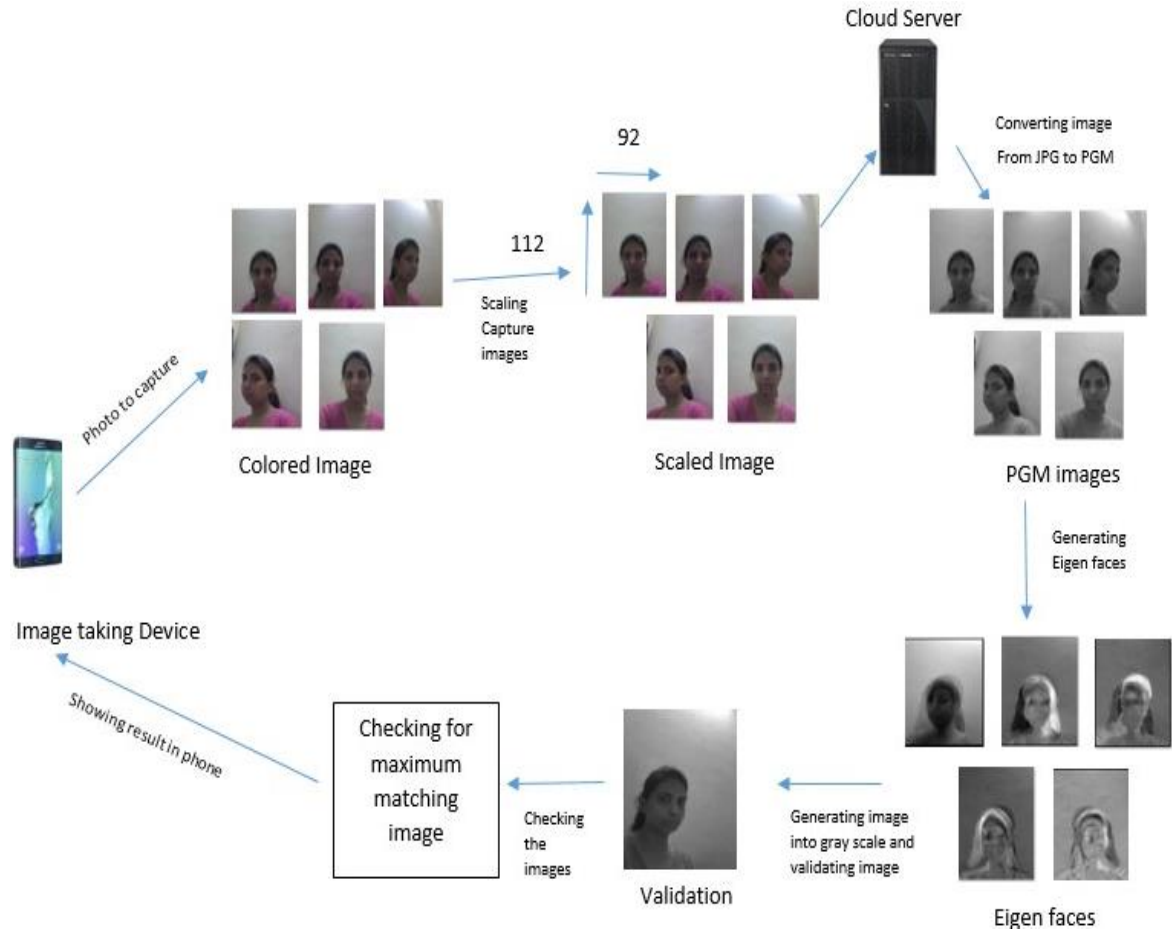 Cloud Server
Converting image
From JPG to PGM
92
112
Scaling
Capture
images
Photo to capture
Colored Image
Scaled Image
PGM images
Generating
Eigen faces
Image taking Device
Showing result in phone
Checking for
maximum
matching
image
Checking
the
images
Validation
Generating image
into gray scale and
validating image
Eigen faces